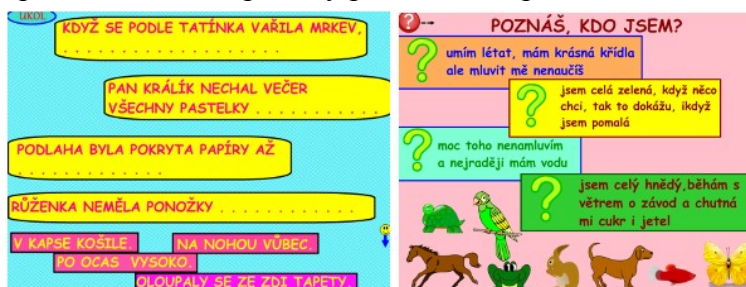 ÚKOL
KDYŽ SE PODLE TATÍNKA VAŘILA MRKEV,
. . . . . . . . . . . . . . . . . . . .
PAN KRÁLÍK NECHAL VEČER
VŠECHNY PASTELKY . . . . . . . . . . .
PODLAHA BYLA POKRYTA PAPÍRY AŽ
. . . . . . . . . . . . .
RŮŽENKA NEMĚLA PONOŽKY . . . . . . . . . . . .
V KAPSE KOŠILE.
NA NOHOU VŮBEC.
PO OCAS VYSOKO.
OLOUPALY SE ZE ZDI TAPETY.
POZNÁŠ, KDO JSEM?
umím létat, mám krásná křídla
ale mluvit mě nenaučíš
jsem celá zelená, když něco
chci, tak to dokážu, ikdyž
jsem pomalá
moc toho nenamluvím
a nejraději mám vodu
jsem celý hnědý,běhám s
větrem o závod a chutná
mi cukr i jetel